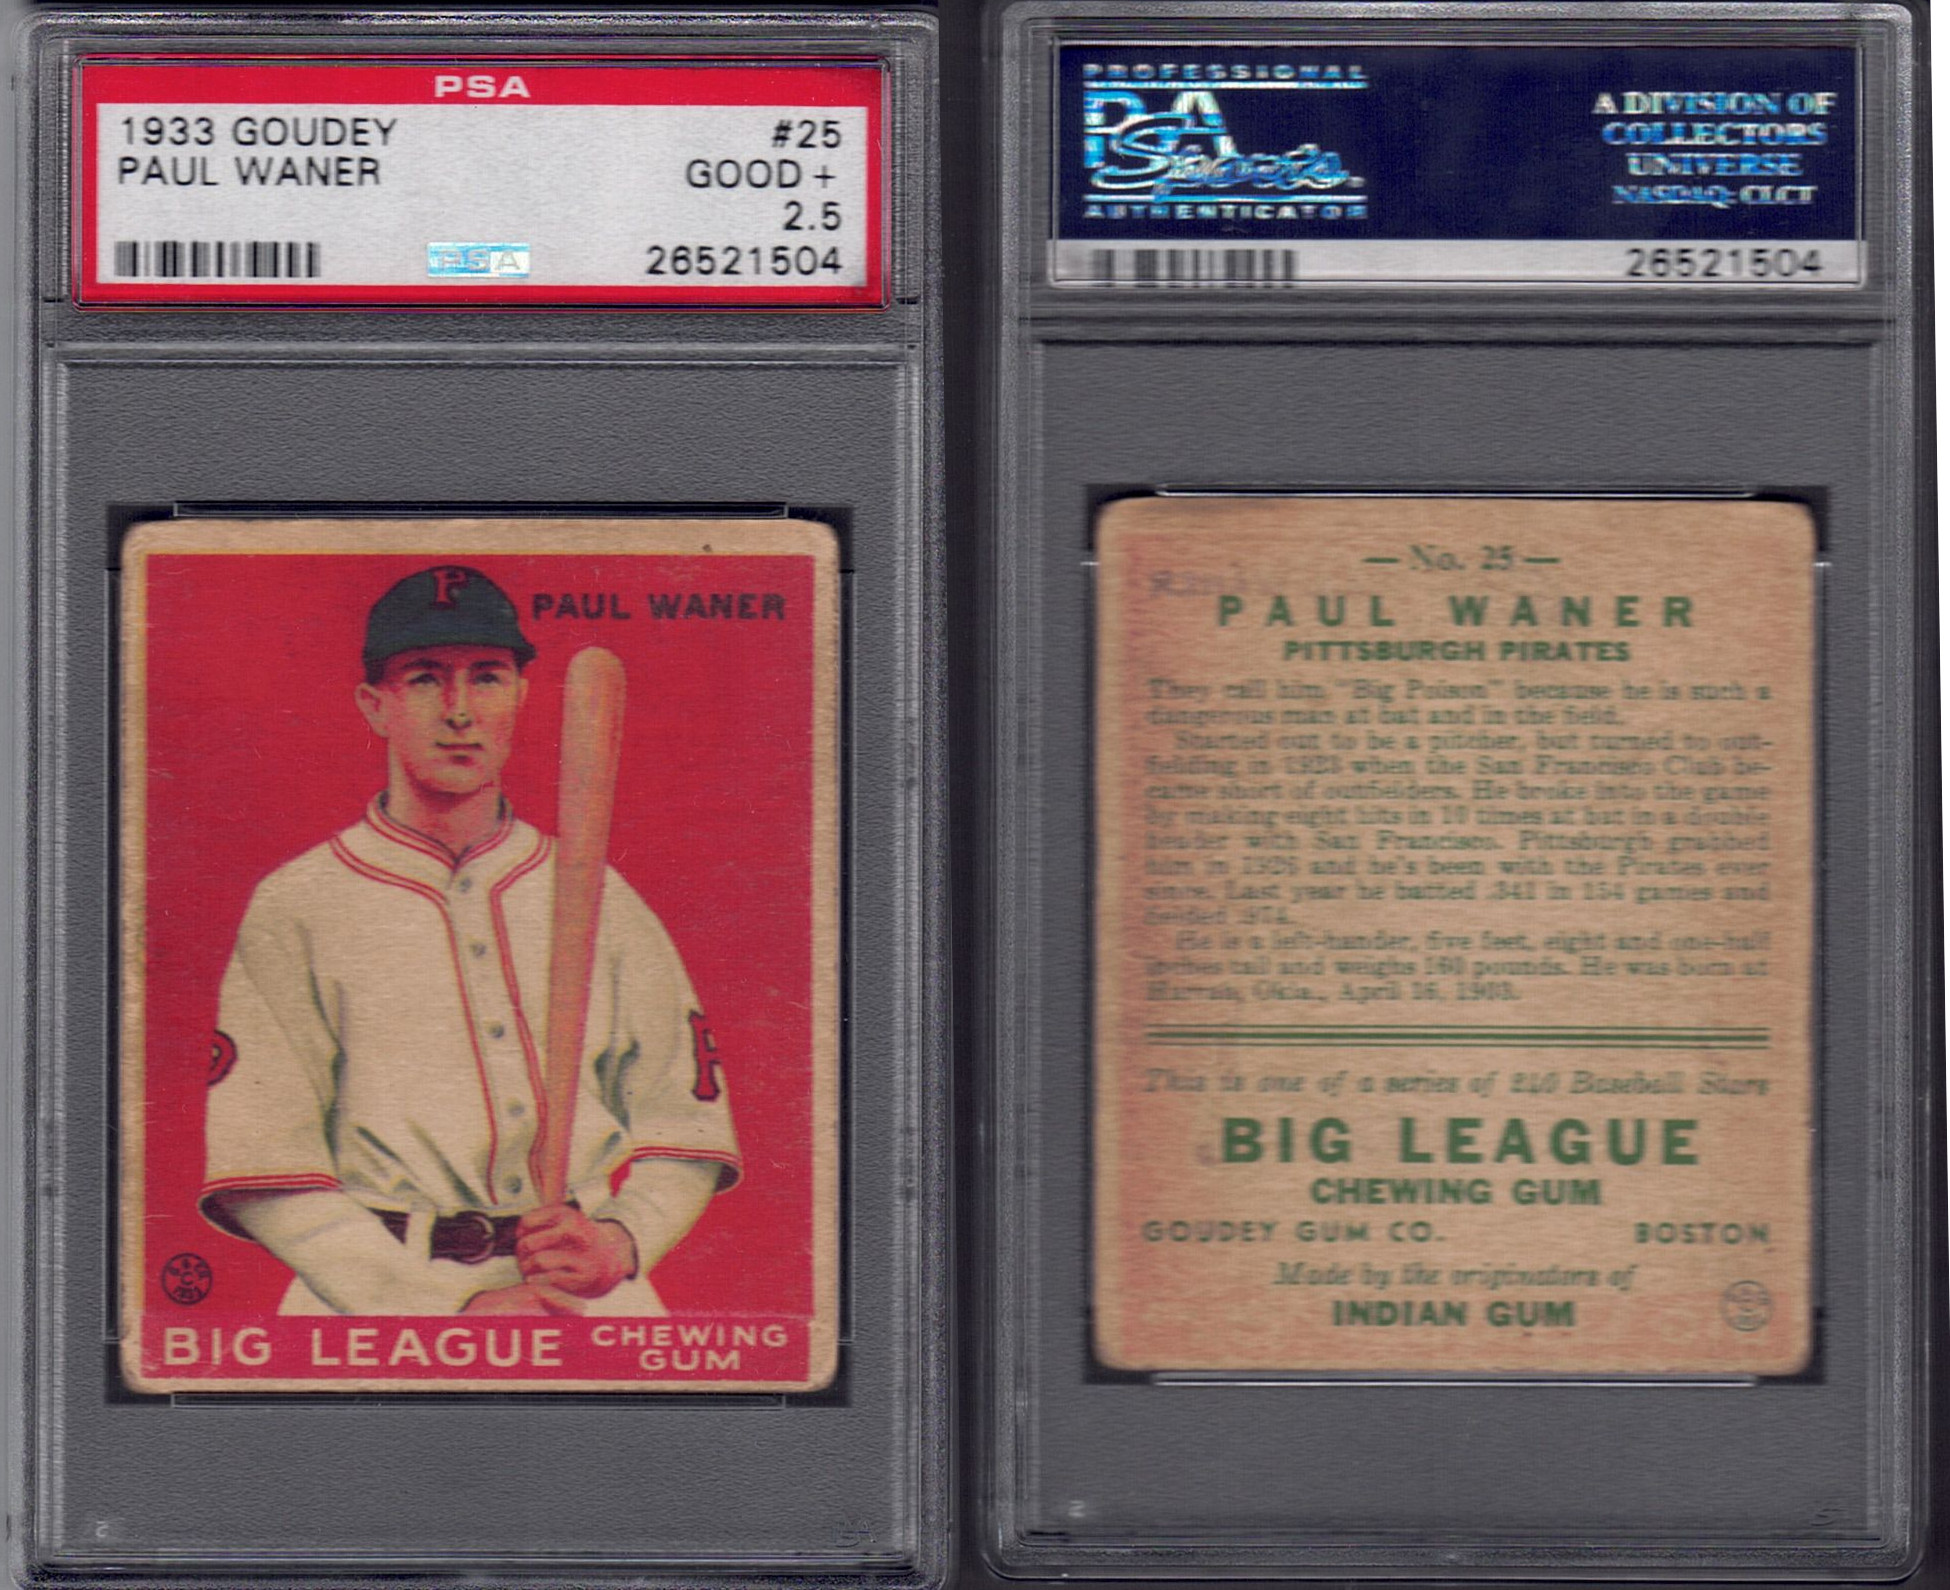 PSA
1933 GOUDEY #25
PAUL WANER GOOD +
2.5
PSA 26521504
P
PAUL WANER
P
BIG LEAGUE CHEWING
GUM
PROFESSIONAL
PSA
Sports
AUTHENTICATOR
A DIVISION OF
COLLECTORS
UNIVERSE
NASDAQ: CLCT
26521504
— No. 25 —
PAUL WANER
PITTSBURGH PIRATES
They call him "Big Poison" because he is such a
dangerous man at bat and in the field.
Started out to be a pitcher, but turned to out-
fielding in 1923 when the San Francisco Club be-
came short of outfielders. He broke into the game
by making eight hits in 10 times at bat in a double
header with San Francisco. Pittsburgh grabbed
him in 1926 and he's been with the Pirates ever
since. Last year he batted .341 in 154 games and
fielded .974.
He is a left-hander, five feet, eight and one-half
inches tall and weighs 160 pounds. He was born at
Harrah, Okla., April 16, 1903.
This is one of a series of 240 Baseball Stars
BIG LEAGUE
CHEWING GUM
GOUDEY GUM CO. BOSTON
Made by the originators of
INDIAN GUM